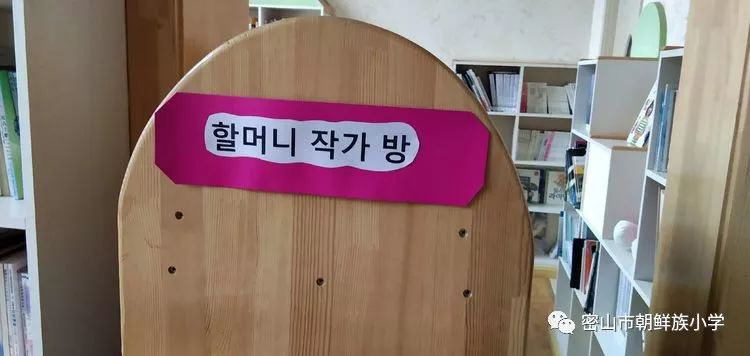 할머니 작가 방
密山市朝鲜族小学